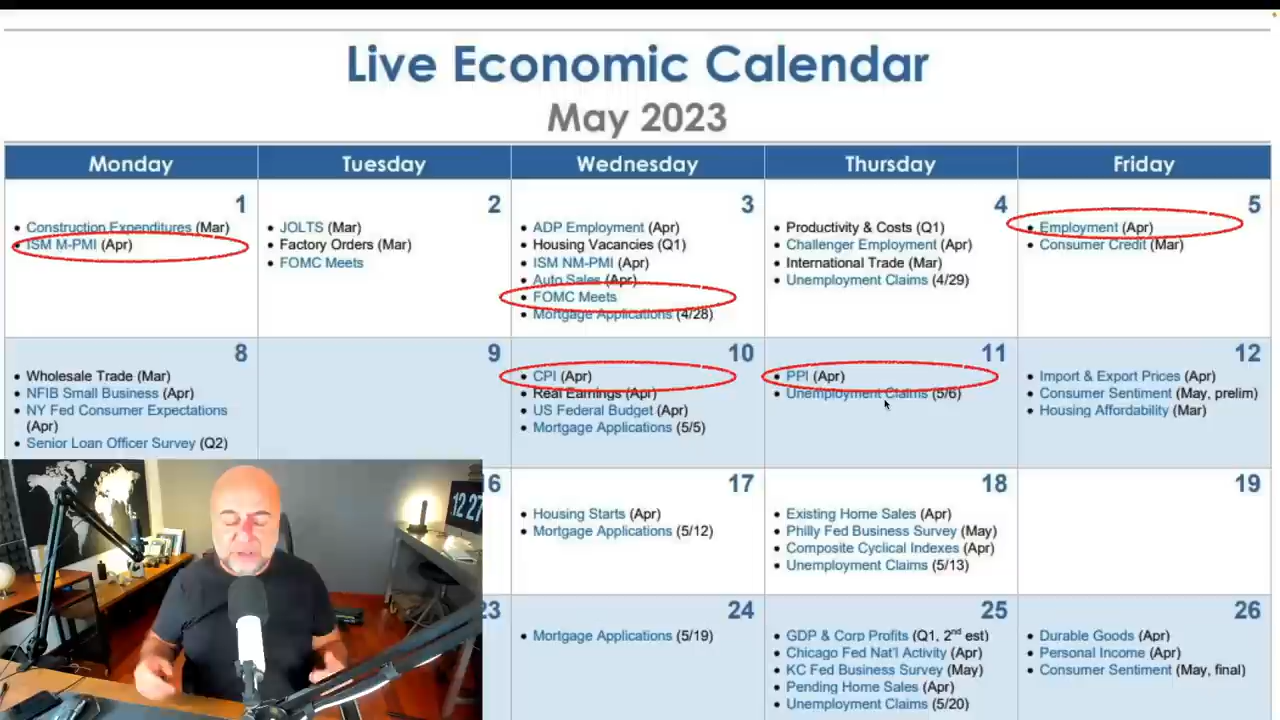 Live Economic Calendar
May 2023
Monday
Tuesday
Wednesday
Thursday
Friday
1
• Construction Expenditures (Mar)
• ISM M-PMI (Apr)
2
• JOLTS (Mar)
• Factory Orders (Mar)
• FOMC Meets
3
• ADP Employment (Apr)
• Housing Vacancies (Q1)
• ISM NM-PMI (Apr)
• Auto Sales (Apr)
• FOMC Meets
• Mortgage Applications (4/28)
4
• Productivity & Costs (Q1)
• Challenger Employment (Apr)
• International Trade (Mar)
• Unemployment Claims (4/29)
5
• Employment (Apr)
• Consumer Credit (Mar)
8
• Wholesale Trade (Mar)
• NFIB Small Business (Apr)
• NY Fed Consumer Expectations
(Apr)
• Senior Loan Officer Survey (Q2)
9
10
• CPI (Apr)
• Real Earnings (Apr)
• US Federal Budget (Apr)
• Mortgage Applications (5/5)
11
• PPI (Apr)
• Unemployment Claims (5/6)
12
• Import & Export Prices (Apr)
• Consumer Sentiment (May, prelim)
• Housing Affordability (Mar)
16
17
• Housing Starts (Apr)
• Mortgage Applications (5/12)
18
• Existing Home Sales (Apr)
• Philly Fed Business Survey (May)
• Composite Cyclical Indexes (Apr)
• Unemployment Claims (5/13)
19
23
24
• Mortgage Applications (5/19)
25
• GDP & Corp Profits (Q1, 2nd est)
• Chicago Fed Nat'l Activity (Apr)
• KC Fed Business Survey (May)
• Pending Home Sales (Apr)
• Unemployment Claims (5/20)
26
• Durable Goods (Apr)
• Personal Income (Apr)
• Consumer Sentiment (May, final)
12 27